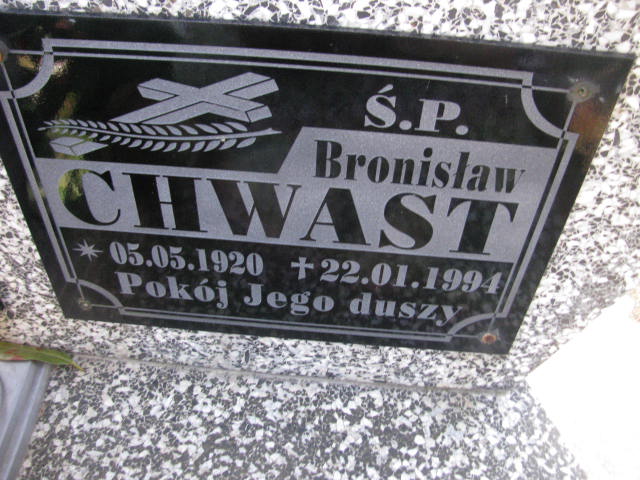 Ś.P.
Bronisław
CHWAST
05.05.1920 22.01.1994
Pokój Jego duszy